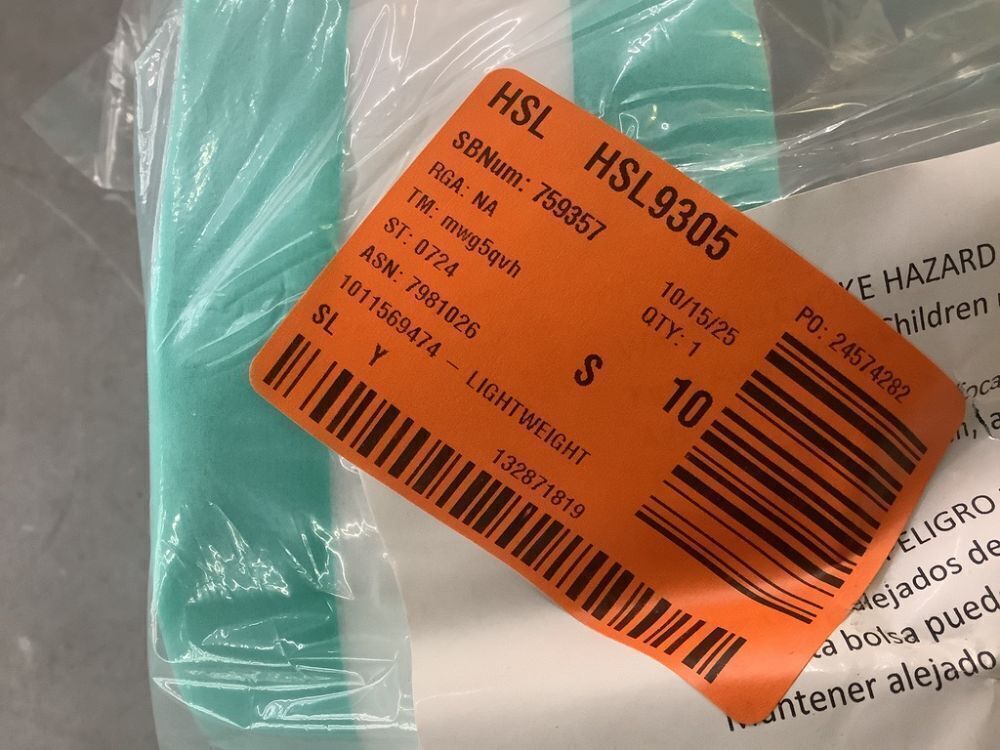 HSL HSL9305
SBNum: 759357
RGA: NA
TM: mwg5qvh
ST: 0724
ASN: 7981026
1011569474 — LIGHTWEIGHT
10/15/25
QTY: 1
SL Y S 10
132871819
PO: 24574282
HAZARD
Children
PELIGRO
alejados de
bolsa
Mantener alejado